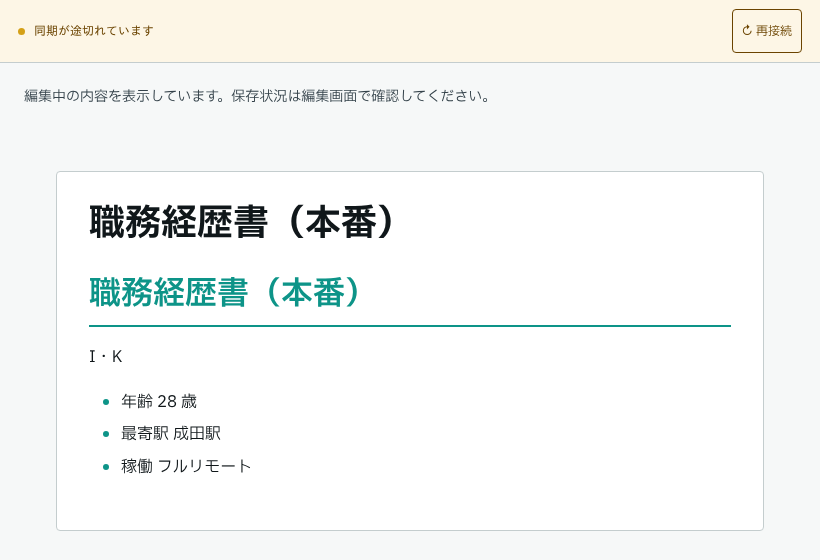 同期が途切れています
再接続
編集中の内容を表示しています。保存状況は編集画面で確認してください。
職務経歴書（本番）
職務経歴書（本番）
I・K
年齢 28 歳
最寄駅 成田駅
稼働 フルリモート